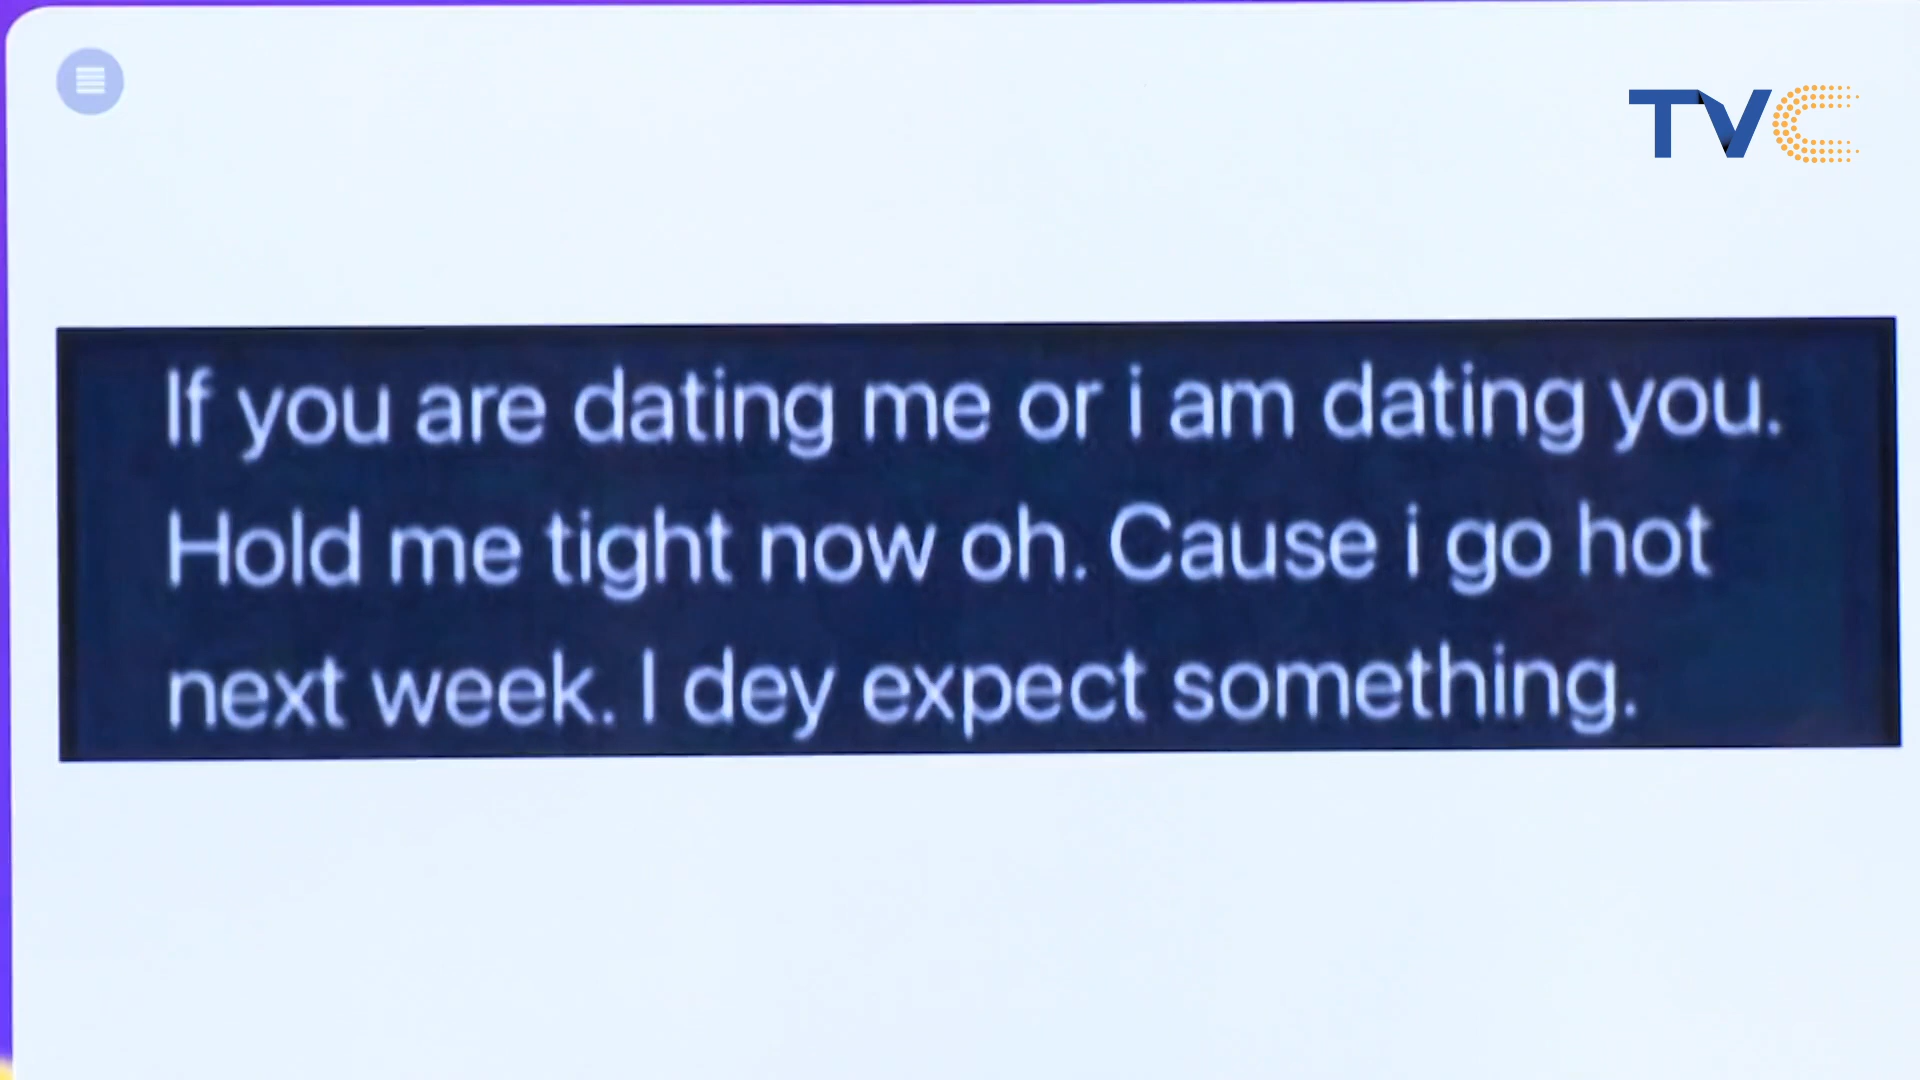 TVC
If you are dating me or i am dating you.
Hold me tight now oh. Cause i go hot
next week. I dey expect something.